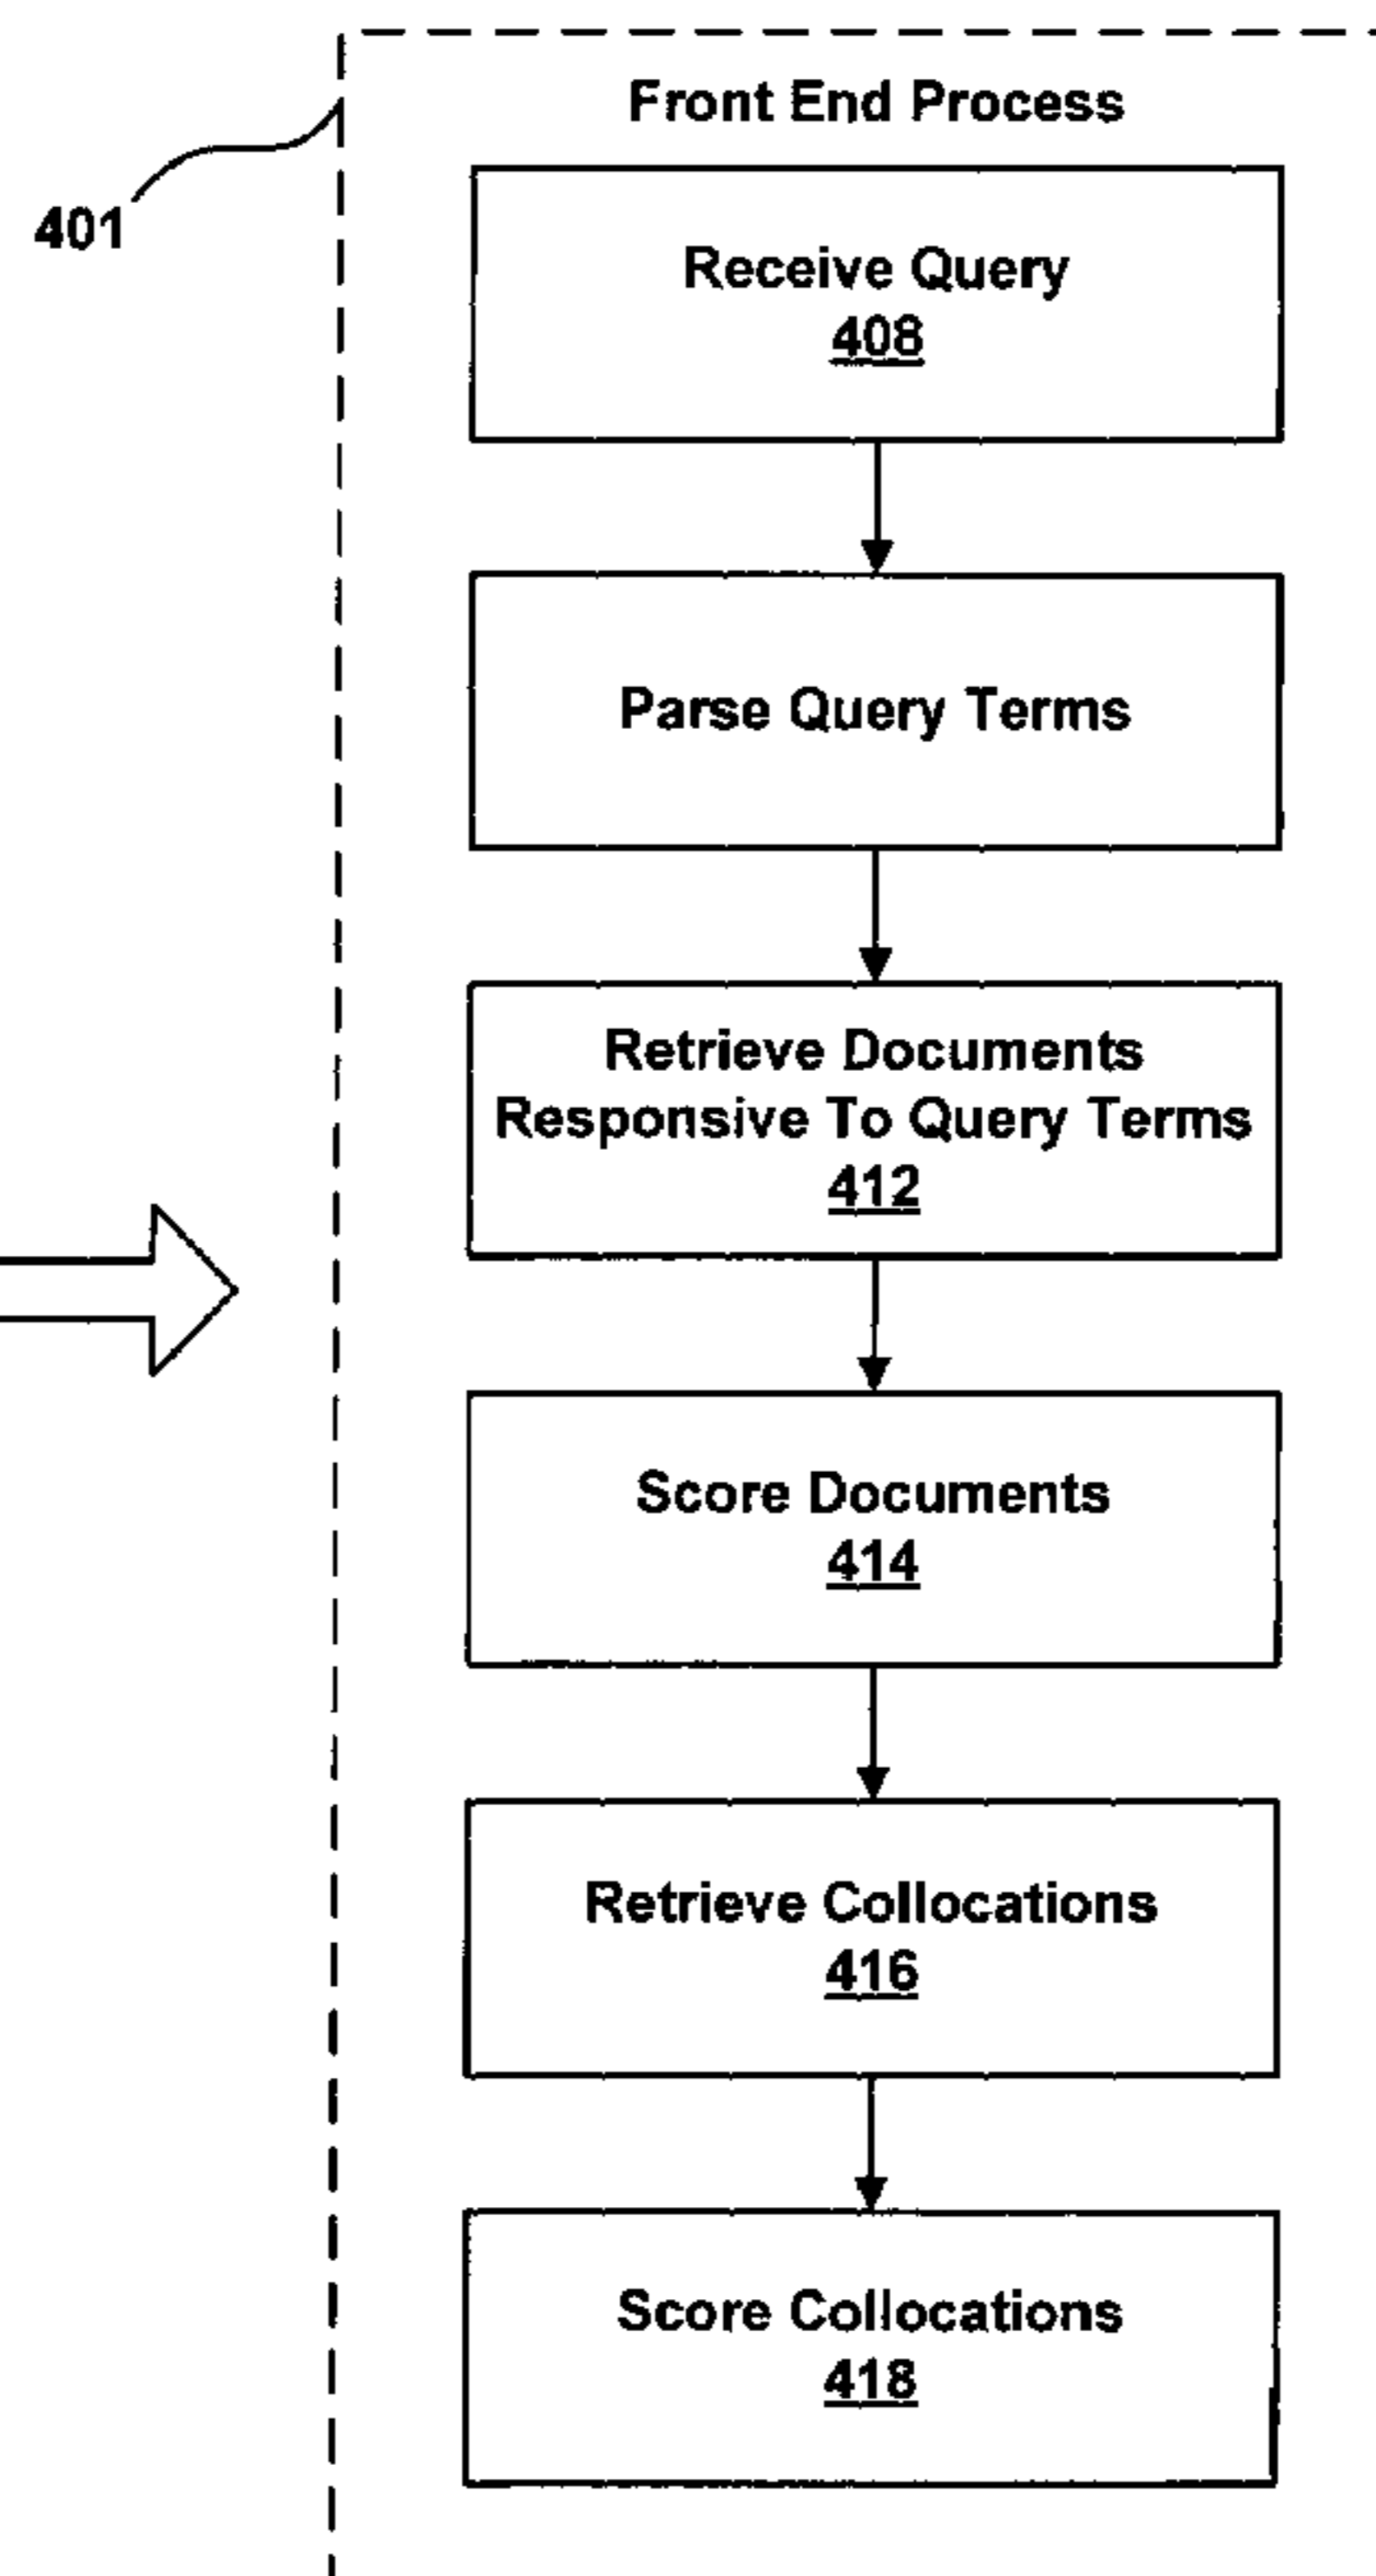 Front End Process
401
Receive Query
408
Parse Query Terms
Retrieve Documents
Responsive To Query Terms
412
Score Documents
414
Retrieve Collocations
416
Score Collocations
418